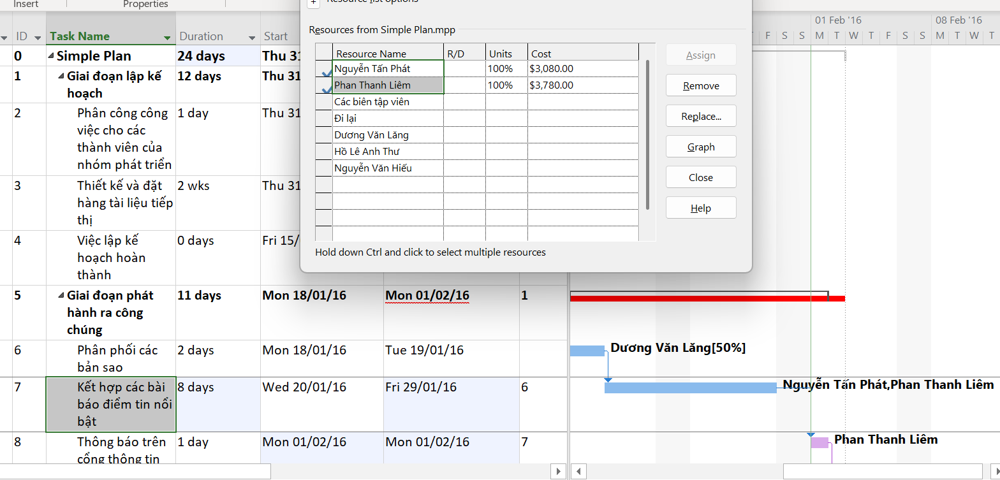 Insert Properties
+ Resource list options
Resources from Simple Plan.mpp
01 Feb '16 08 Feb '16
ID Task Name Duration Start
F S S M T W T F S S M T W T
Resource Name R/D Units Cost
Nguyễn Tấn Phát 100% $3,080.00
Phan Thanh Liêm 100% $3,780.00
Các biên tập viên
Đi lại
Dương Văn Lăng
Hồ Lê Anh Thư
Nguyễn Văn Hiếu
Assign
Remove
Replace...
Graph
Close
Help
Hold down Ctrl and click to select multiple resources
0 Simple Plan 24 days Thu 31
1 Giai đoạn lập kế 12 days Thu 31
hoạch
2 Phân công công 1 day Thu 31
việc cho các
thành viên của
nhóm phát triển
3 Thiết kế và đặt 2 wks Thu 31
hàng tài liệu tiếp
thị
4 Việc lập kế 0 days Fri 15/
hoạch hoàn
thành
5 Giai đoạn phát 11 days Mon 18/01/16 Mon 01/02/16 1
hành ra công
chúng
6 Phân phối các 2 days Mon 18/01/16 Tue 19/01/16 Dương Văn Lăng[50%]
bản sao
7 Kết hợp các bài 8 days Wed 20/01/16 Fri 29/01/16 6 Nguyễn Tấn Phát,Phan Thanh Liêm
báo điểm tin nổi
bật
8 Thông báo trên 1 day Mon 01/02/16 Mon 01/02/16 7 Phan Thanh Liêm
cổng thông tin